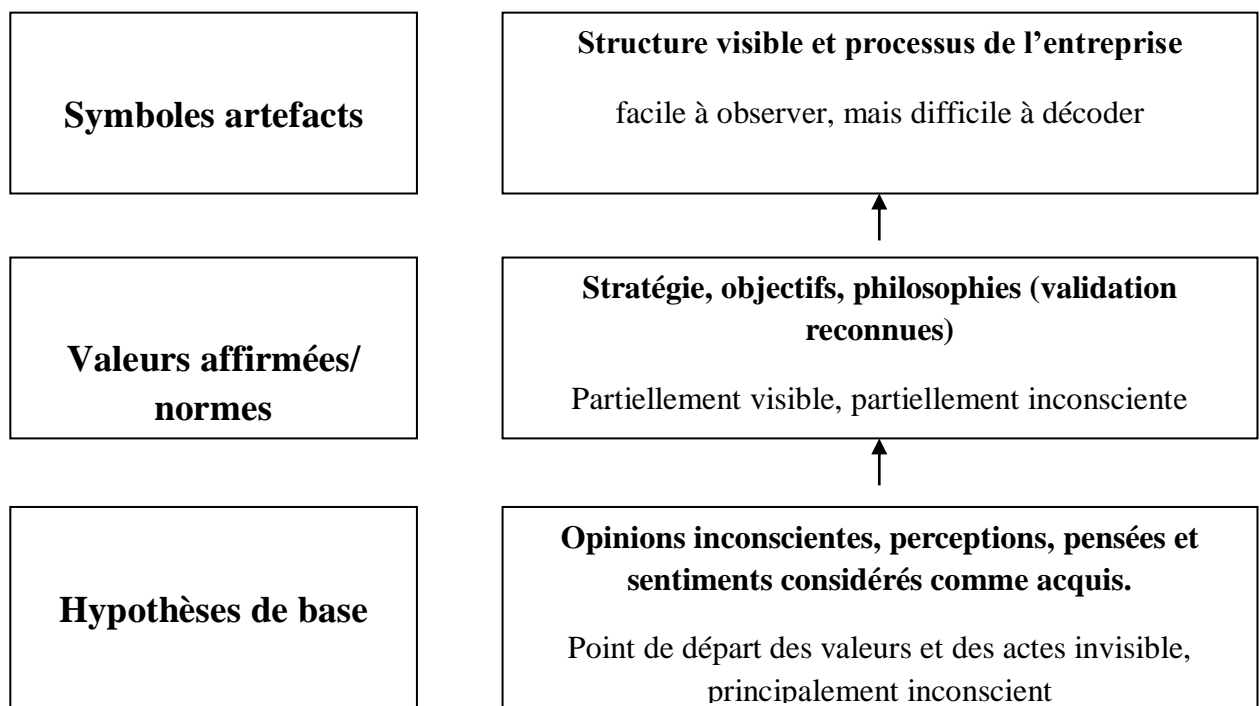 Symboles artefacts
Structure visible et processus de l’entreprise
facile à observer, mais difficile à décoder
Valeurs affirmées/
normes
Stratégie, objectifs, philosophies (validation
reconnues)
Partiellement visible, partiellement inconsciente
Hypothèses de base
Opinions inconscientes, perceptions, pensées et
sentiments considérés comme acquis.
Point de départ des valeurs et des actes invisible,
principalement inconscient